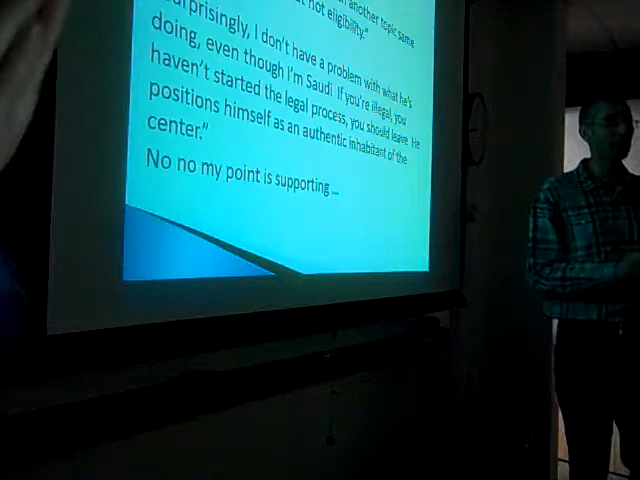 another topic same
not eligibility."
surprisingly, I don't have a problem with what he's
doing, even though I'm Saudi If you're illegal, you
haven't started the legal process, you should leave He
positions himself as an authentic inhabitant of the
center."
No no my point is supporting ...